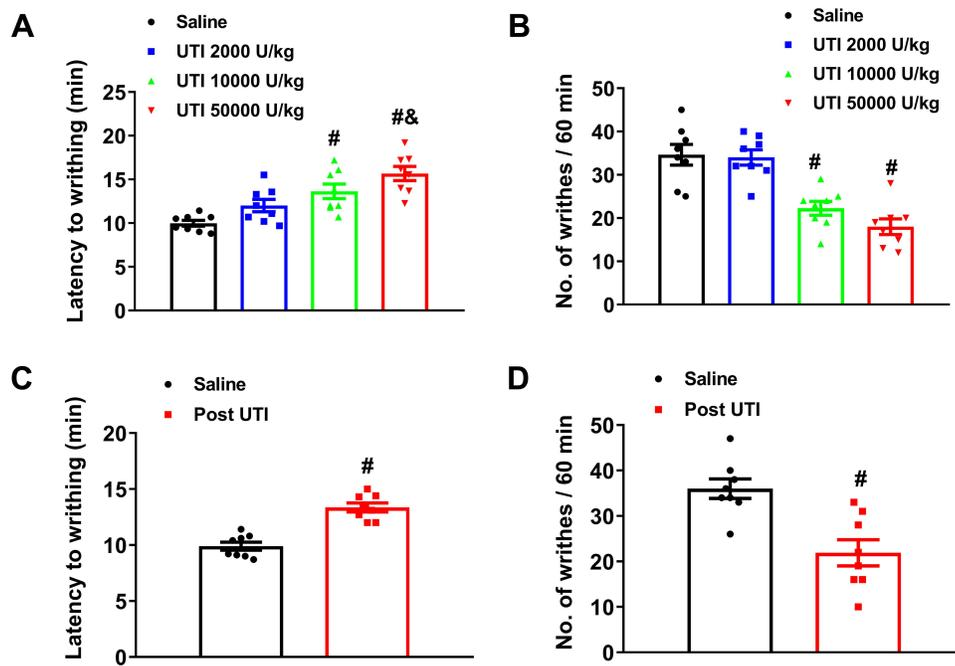 A
Saline
UTI 2000 U/kg
UTI 10000 U/kg
UTI 50000 U/kg
Latency to writhing (min)
25
20
15
10
5
0
#
#&
B
Saline
UTI 2000 U/kg
UTI 10000 U/kg
UTI 50000 U/kg
No. of writhes / 60 min
50
40
30
20
10
0
#
#
C
Saline
Post UTI
Latency to writhing (min)
20
15
10
5
0
#
D
Saline
Post UTI
No. of writhes / 60 min
50
40
30
20
10
0
#